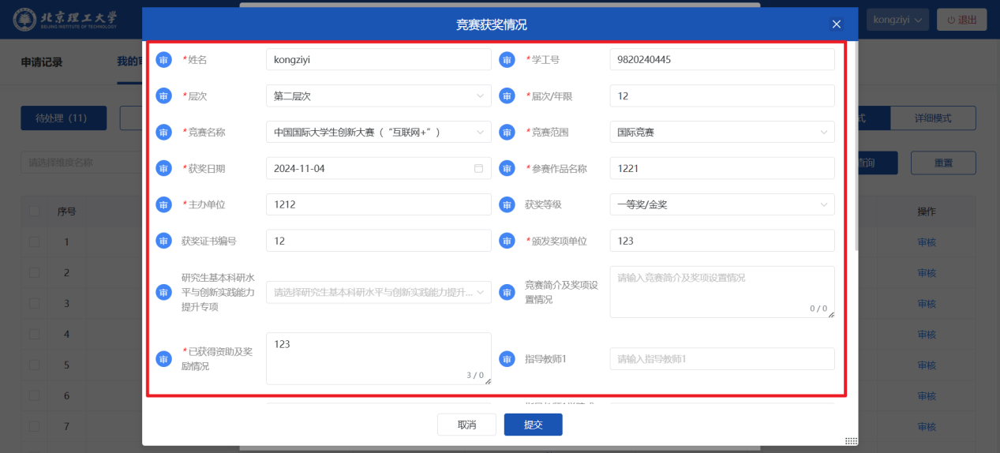 北京理工大学
BEIJING INSTITUTE OF TECHNOLOGY
竞赛获奖情况
kongziyi
退出
申请记录
我的审
待处理（11）
式
详细模式
请选择维度名称
查询
重置
审 *姓名 kongziyi 审 *学工号 9820240445
审 *层次 第二层次 审 *届次/年限 12
审 *竞赛名称 中国国际大学生创新大赛（“互联网+”） 审 *竞赛范围 国际竞赛
审 *获奖日期 2024-11-04 审 *参赛作品名称 1221
审 *主办单位 1212 审 获奖等级 一等奖/金奖
审 获奖证书编号 12 审 *颁发奖项单位 123
审 研究生基本科研水
平与创新实践能力
提升专项
请选择研究生基本科研水平与创新实践能力提升...
审 竞赛简介及奖项设
置情况
请输入竞赛简介及奖项设置情况
0 / 0
审 *已获得资助及奖
励情况
123
3 / 0
审 指导教师1 请输入指导教师1
取消
提交
序号 操作
1 审核
2 审核
3 审核
4 审核
5 审核
6 审核
7 审核